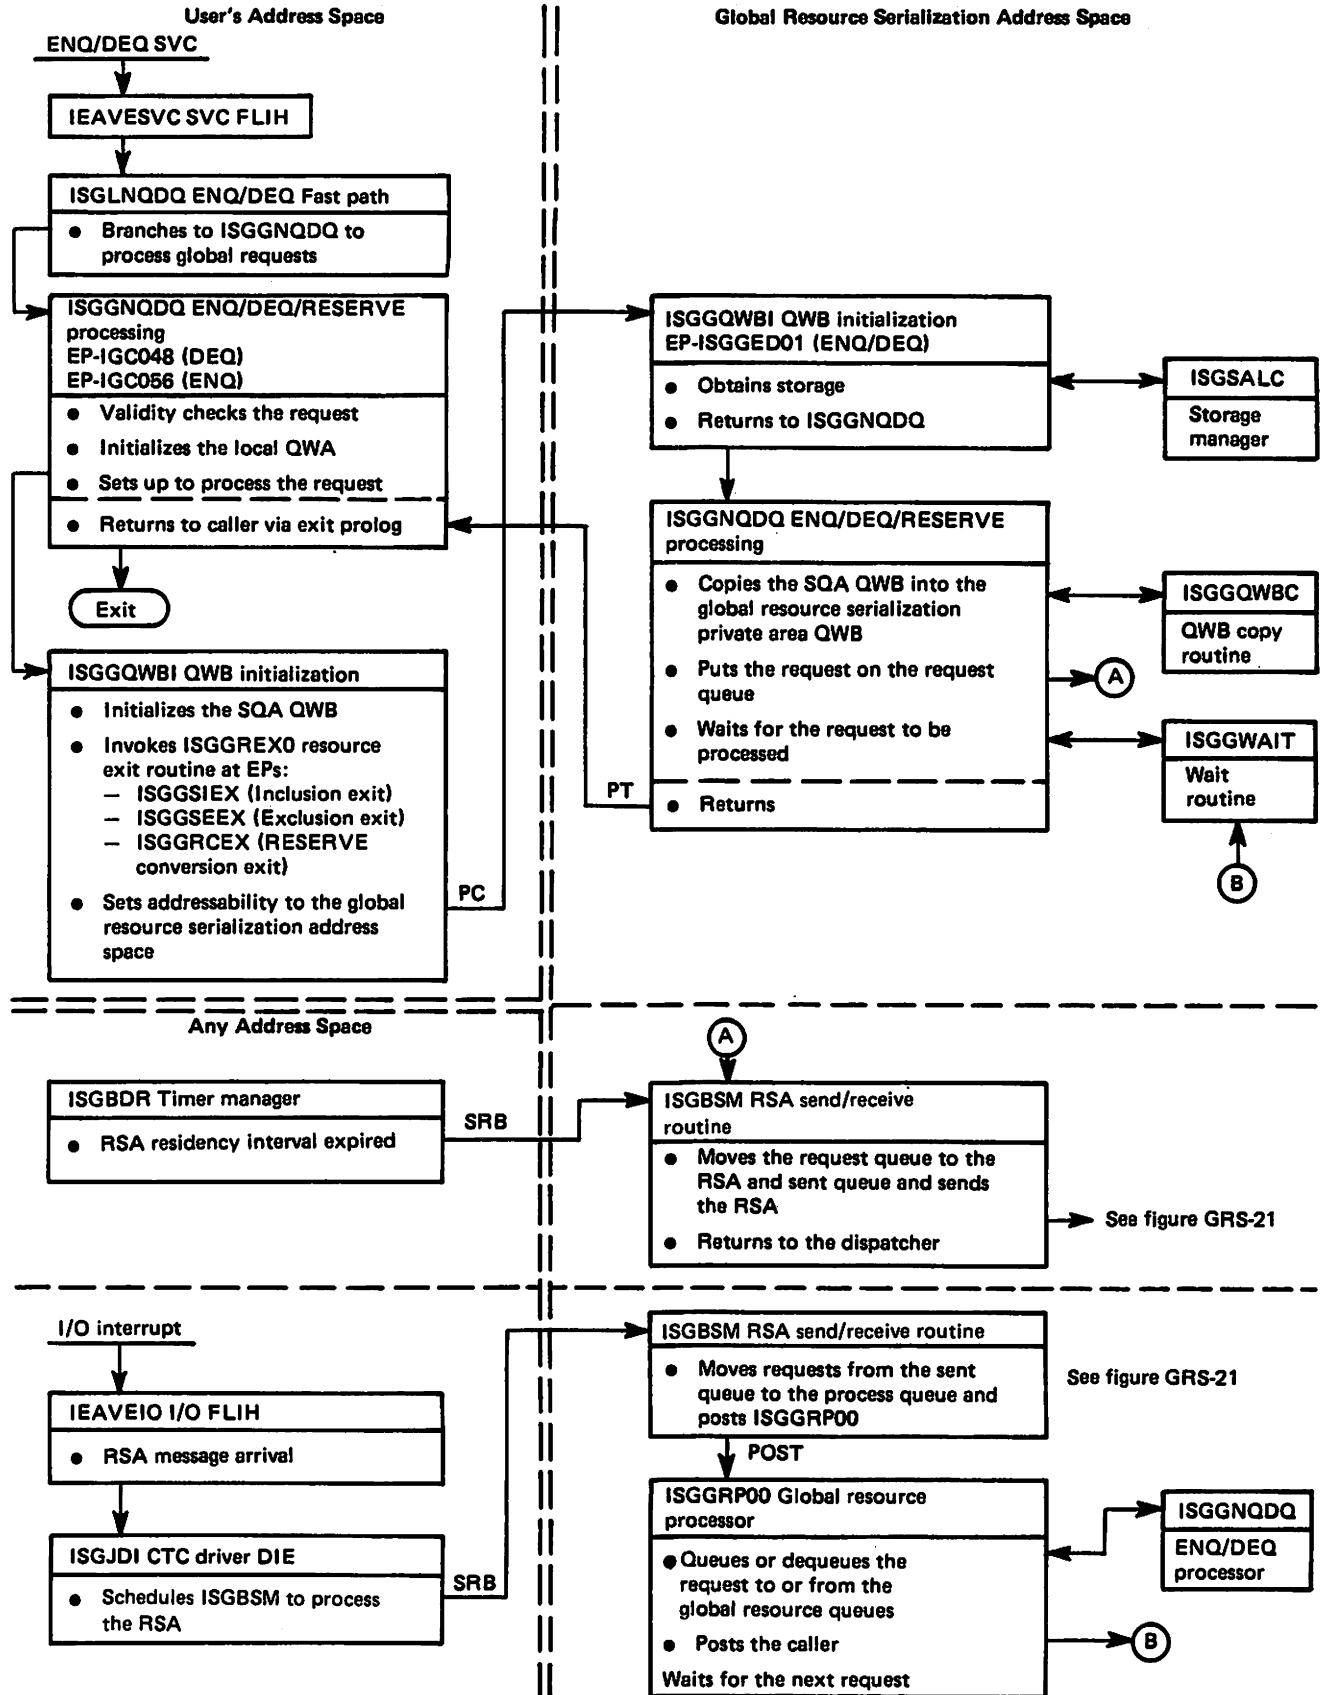 User's Address Space
Global Resource Serialization Address Space
ENQ/DEQ SVC
IEAVESVC SVC FLIH
ISGLNQDQ ENQ/DEQ Fast path
● Branches to ISGGNQDQ to
process global requests
ISGGNQDQ ENQ/DEQ/RESERVE
processing
EP-IGC048 (DEQ)
EP-IGC056 (ENQ)
● Validity checks the request
● Initializes the local QWA
● Sets up to process the request
● Returns to caller via exit prolog
Exit
ISGGQWBI QWB initialization
● Initializes the SQA QWB
● Invokes ISGGREX0 resource
exit routine at EPs:
— ISGGSIEX (Inclusion exit)
— ISGGSEEX (Exclusion exit)
— ISGGRCEX (RESERVE
conversion exit)
● Sets addressability to the global
resource serialization address
space
PC
ISGGQWBI QWB initialization
EP-ISGGED01 (ENQ/DEQ)
● Obtains storage
● Returns to ISGGNQDQ
ISGSALC
Storage
manager
ISGGNQDQ ENQ/DEQ/RESERVE
processing
● Copies the SQA QWB into the
global resource serialization
private area QWB
● Puts the request on the request
queue
● Waits for the request to be
processed
● Returns
PT
ISGGQWBC
QWB copy
routine
A
ISGGWAIT
Wait
routine
B
Any Address Space
ISGBDR Timer manager
● RSA residency interval expired
SRB
A
ISGBSM RSA send/receive
routine
● Moves the request queue to the
RSA and sent queue and sends
the RSA
● Returns to the dispatcher
See figure GRS-21
I/O interrupt
IEAVEIO I/O FLIH
● RSA message arrival
ISGJDI CTC driver DIE
● Schedules ISGBSM to process
the RSA
SRB
ISGBSM RSA send/receive routine
● Moves requests from the sent
queue to the process queue and
posts ISGGRP00
See figure GRS-21
POST
ISGGRP00 Global resource
processor
● Queues or dequeues the
request to or from the
global resource queues
● Posts the caller
Waits for the next request
ISGGNQDQ
ENQ/DEQ
processor
B